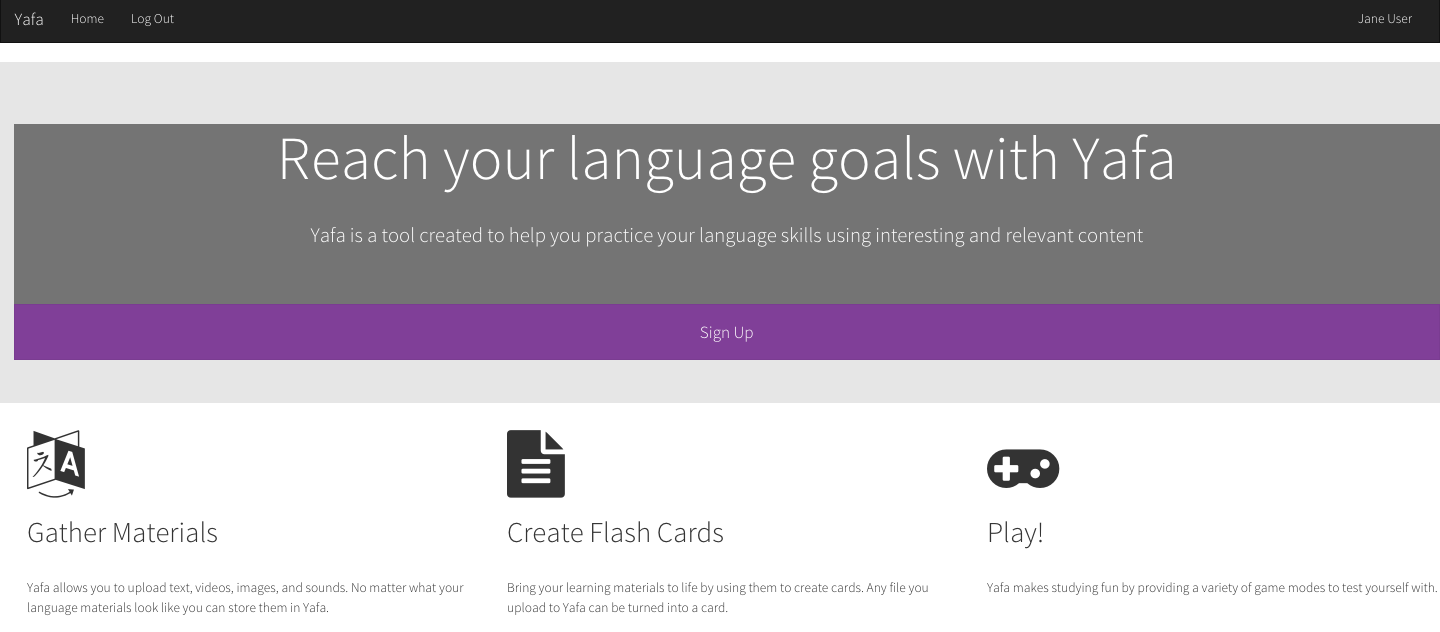 Yafa Home Log Out Jane User
Reach your language goals with Yafa
Yafa is a tool created to help you practice your language skills using interesting and relevant content
Sign Up
A
Gather Materials
Yafa allows you to upload text, videos, images, and sounds. No matter what your
language materials look like you can store them in Yafa.
Create Flash Cards
Bring your learning materials to life by using them to create cards. Any file you
upload to Yafa can be turned into a card.
Play!
Yafa makes studying fun by providing a variety of game modes to test yourself with.